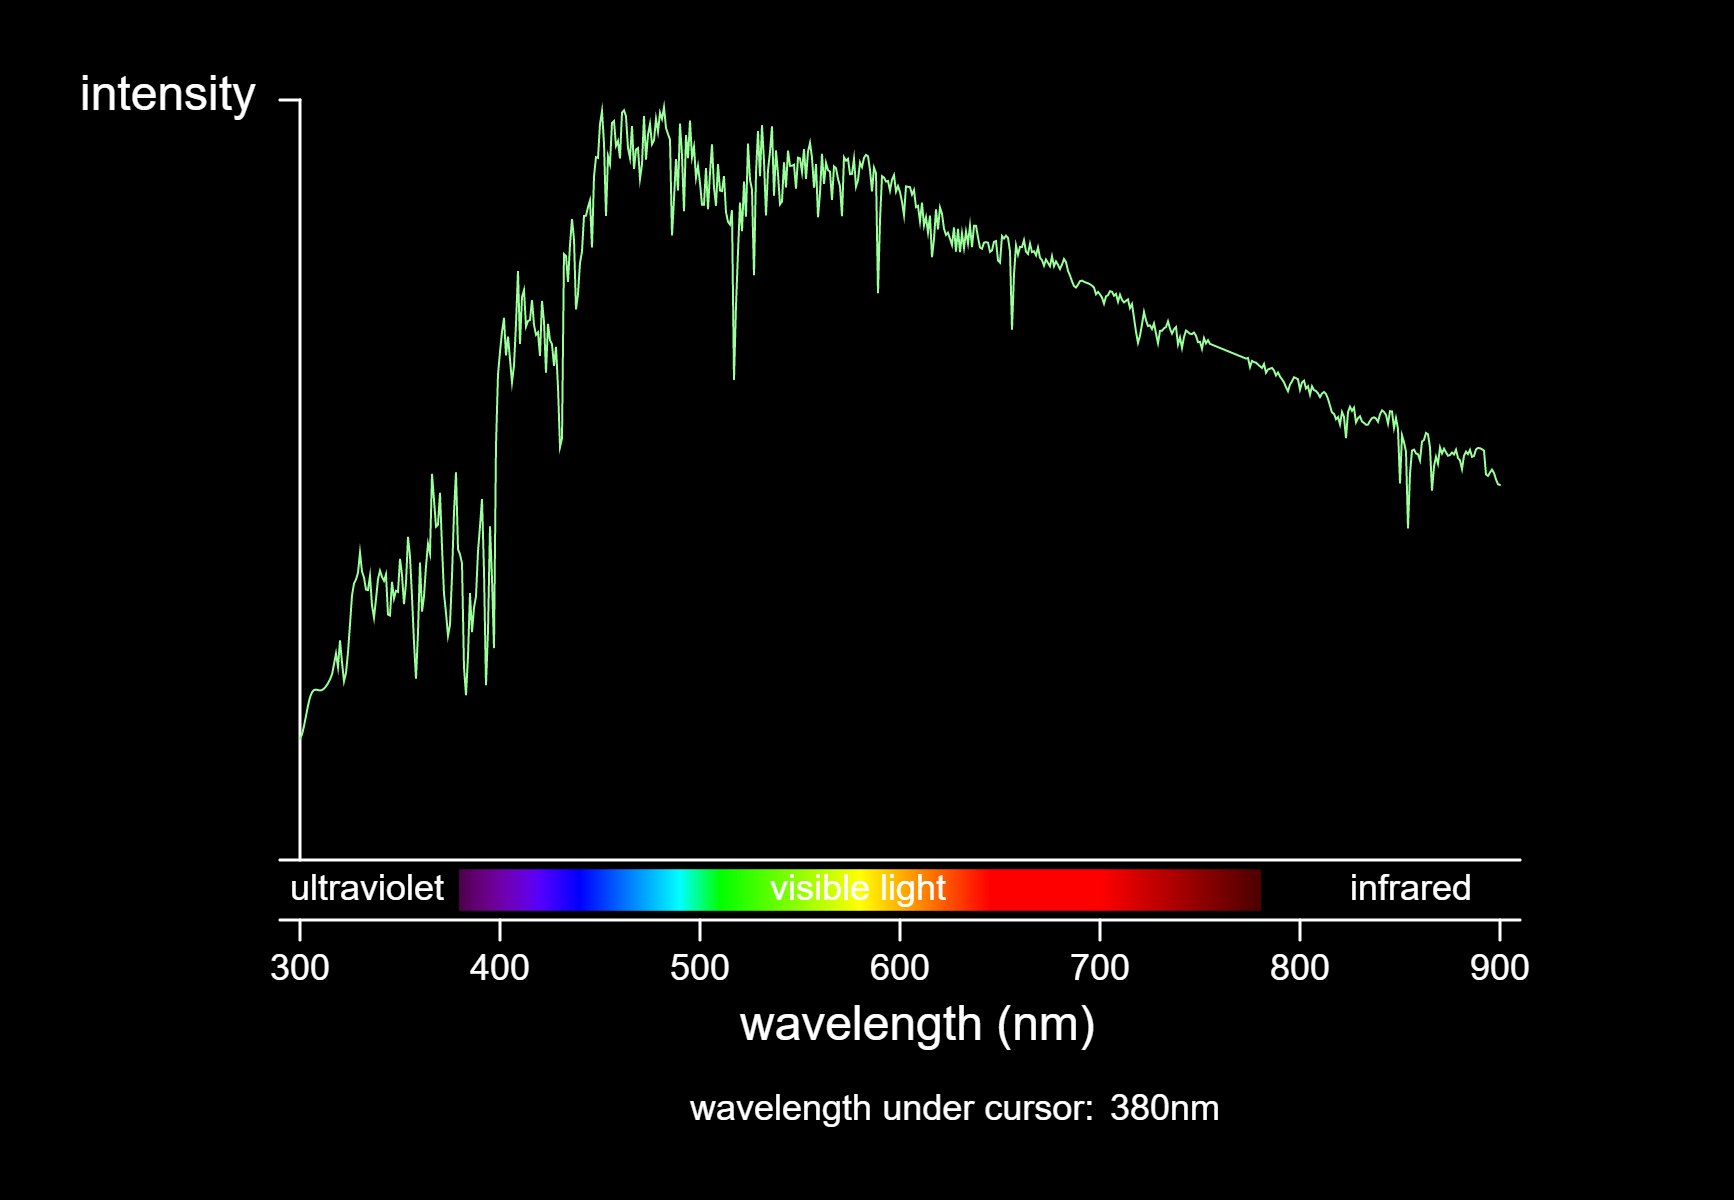 intensity
ultraviolet visible light infrared
300 400 500 600 700 800 900
wavelength (nm)
wavelength under cursor: 380nm